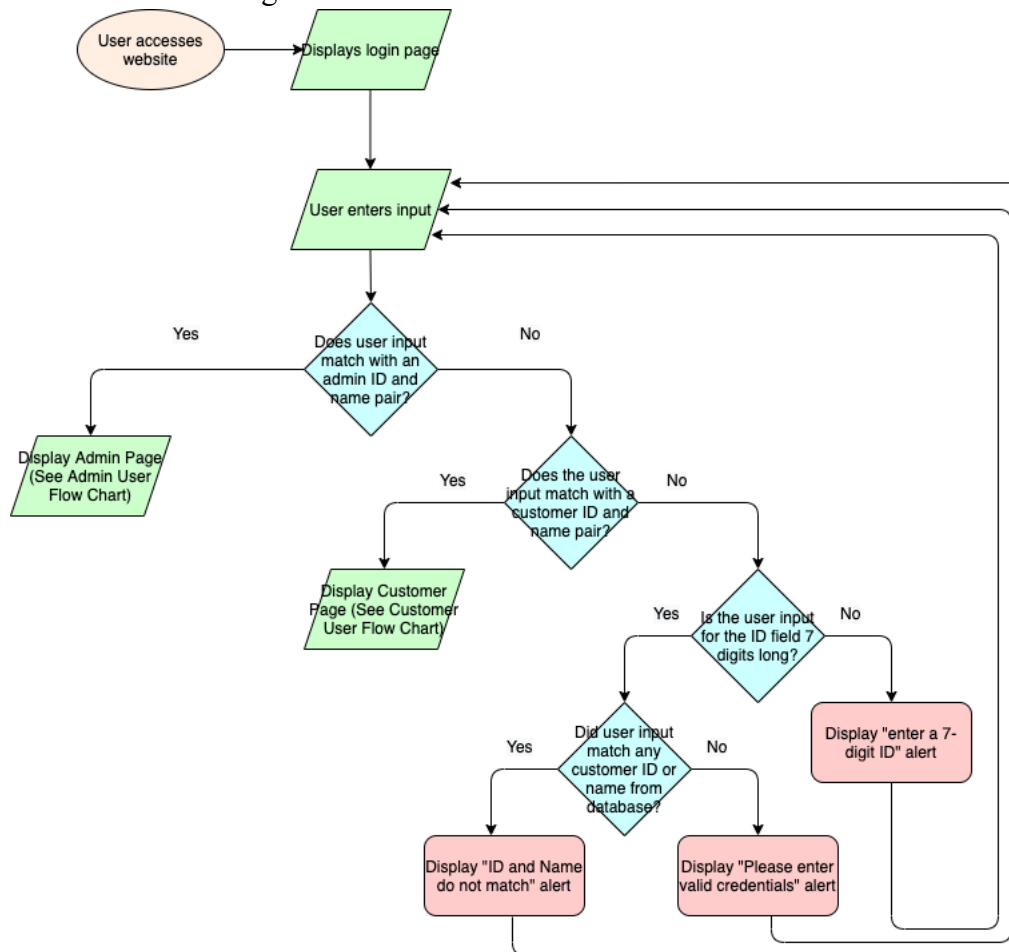 User accesses
website
Displays login page
User enters input
Yes
No
Does user input
match with an
admin ID and
name pair?
Display Admin Page
(See Admin User
Flow Chart)
Yes
No
Does the user
input match with a
customer ID and
name pair?
Display Customer
Page (See Customer
User Flow Chart)
Yes
No
Is the user input
for the ID field 7
digits long?
Display "enter a 7-
digit ID" alert
Yes
No
Did user input
match any
customer ID or
name from
database?
Display "ID and Name
do not match" alert
Display "Please enter
valid credentials" alert